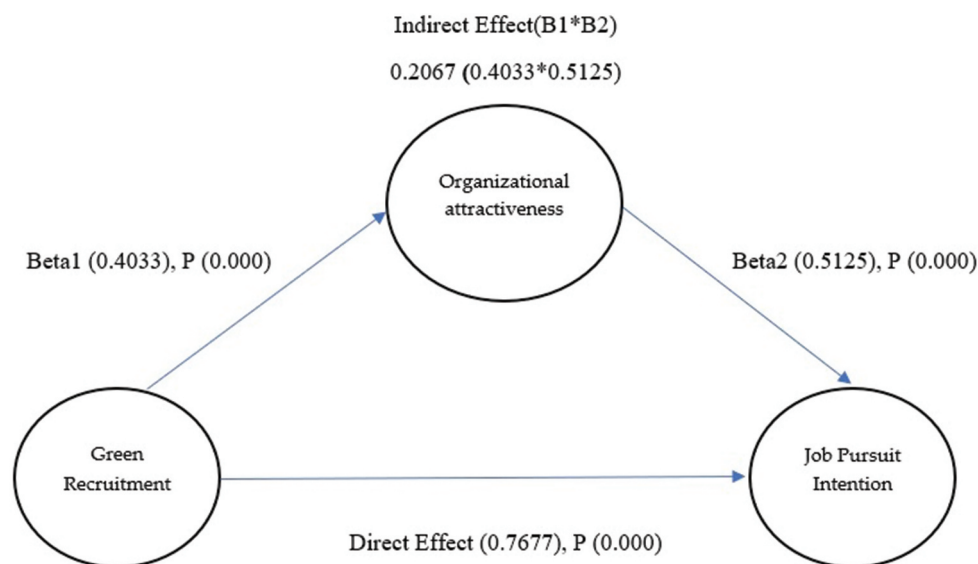 Indirect Effect(B1*B2)
0.2067 (0.4033*0.5125)
Organizational
attractiveness
Beta1 (0.4033), P (0.000)
Beta2 (0.5125), P (0.000)
Green
Recruitment
Job Pursuit
Intention
Direct Effect (0.7677), P (0.000)